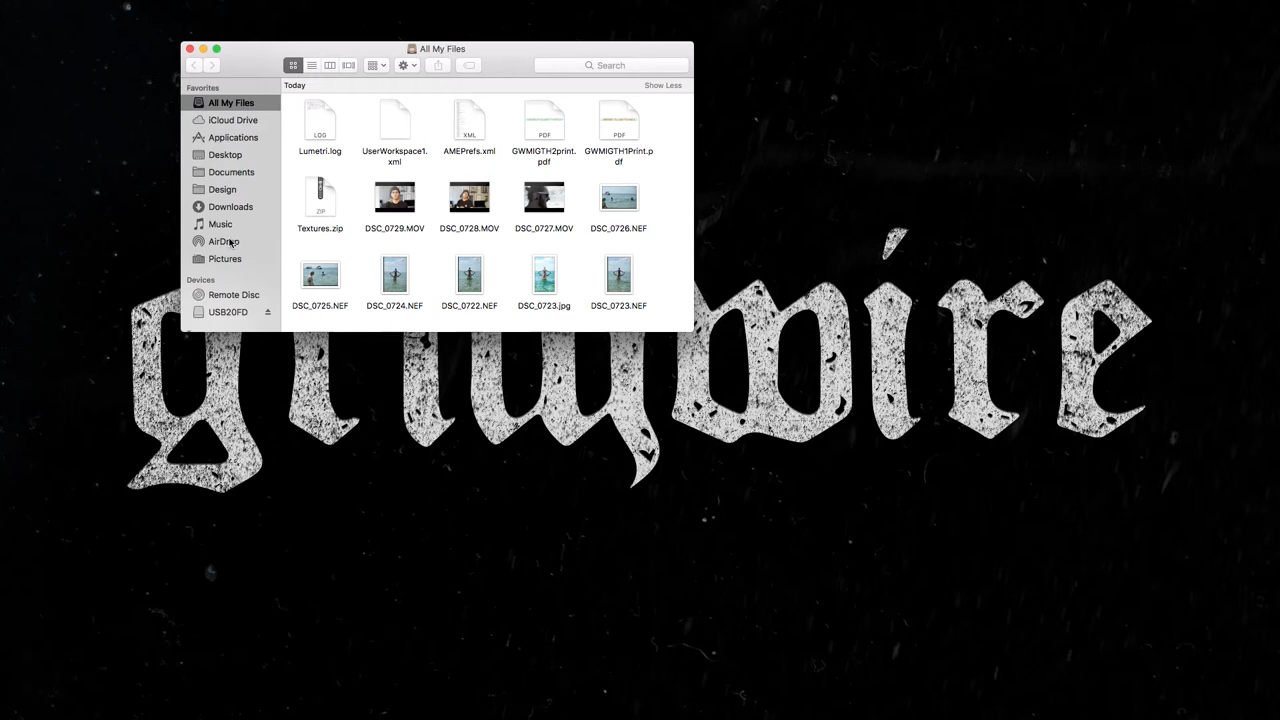 All My Files
Search
Favorites
Today
Show Less
All My Files
iCloud Drive
Applications
Desktop
Documents
Design
Downloads
Music
AirDrop
Pictures
Devices
Remote Disc
USB20FD
LOG
XML
PDF
PDF
Lumetri.log
UserWorkspace1.
xml
AMEPrefs.xml
GWMIGTH2print.
pdf
GWMIGTH1Print.p
df
ZIP
Textures.zip
DSC_0729.MOV
DSC_0728.MOV
DSC_0727.MOV
DSC_0726.NEF
DSC_0725.NEF
DSC_0724.NEF
DSC_0722.NEF
DSC_0723.jpg
DSC_0723.NEF